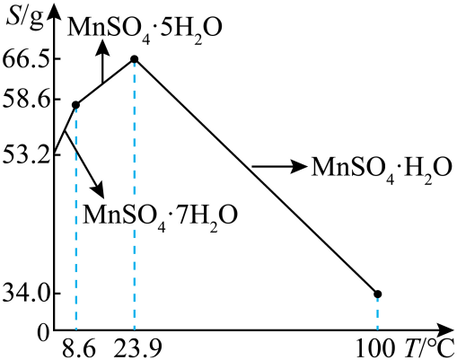 S/g
MnSO₄·5H₂O
66.5
58.6
53.2
MnSO₄·H₂O
MnSO₄·7H₂O
34.0
0
8.6 23.9 100 T/℃